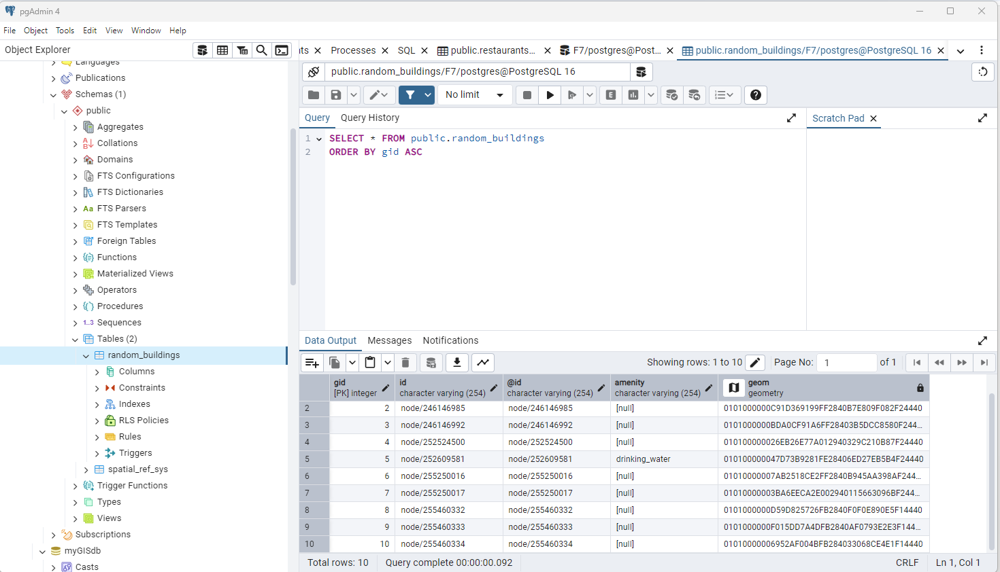 pgAdmin 4
File Object Tools Edit View Window Help
Object Explorer
Languages
Publications
Schemas (1)
public
Aggregates
Collations
Domains
FTS Configurations
FTS Dictionaries
Aa FTS Parsers
FTS Templates
Foreign Tables
Functions
Materialized Views
Operators
Procedures
1..3 Sequences
Tables (2)
random_buildings
Columns
Constraints
Indexes
RLS Policies
Rules
Triggers
spatial_ref_sys
Trigger Functions
Types
Views
Subscriptions
myGISdb
Casts
ts Processes SQL public.restaurants... F7/postgres@Post... public.random_buildings/F7/postgres@PostgreSQL 16
public.random_buildings/F7/postgres@PostgreSQL 16
No limit E
Query Query History Scratch Pad
1 SELECT * FROM public.random_buildings
2 ORDER BY gid ASC
Data Output Messages Notifications
Showing rows: 1 to 10 Page No: 1 of 1
gid id @id amenity geom
[PK] integer character varying (254) character varying (254) character varying (254) geometry
2 2 node/246146985 node/246146985 [null] 0101000000C91D369199FF2840B7E809F082F24440
3 3 node/246146992 node/246146992 [null] 0101000000BDA0CF91A6FF28403B5DCC8580F244...
4 4 node/252524500 node/252524500 [null] 010100000026EB26E77A012940329C210B87F24440
5 5 node/252609581 node/252609581 drinking_water 010100000047D73B9281FE28406ED27EB5B4F24440
6 6 node/255250016 node/255250016 [null] 01010000007AB2518CE2FF2840B945AA398AF244...
7 7 node/255250017 node/255250017 [null] 01010000003BA6EECA2E002940115663096BF244...
8 8 node/255460332 node/255460332 [null] 0101000000D59D825726FB2840F0F0E890E5F14440
9 9 node/255460333 node/255460333 [null] 0101000000F015DD7A4DFB2840AF0793E2E3F144...
10 10 node/255460334 node/255460334 [null] 01010000006952AF004BFB284033068CE4E1F14440
Total rows: 10 Query complete 00:00:00.092 CRLF Ln 1, Col 1